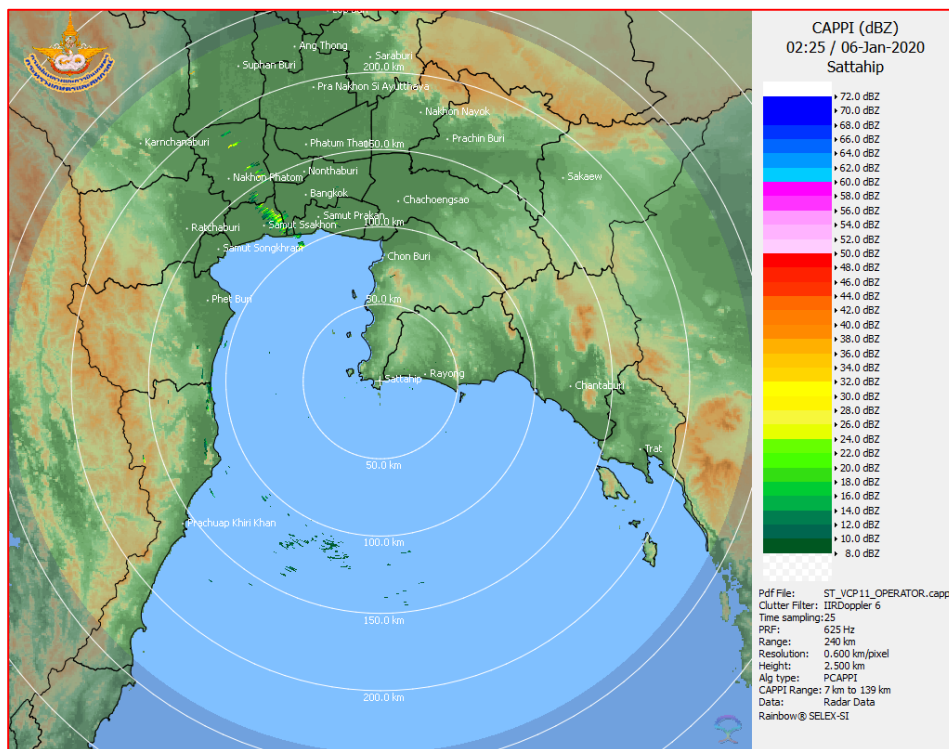 Ang Thong
Saraburi
Suphan Buri
200.0 km
Pra Nakhon Si Ayutthaya
Nakhon Nayok
Karnchanaburi
Prachin Buri
Phatum Than
150.0 km
Nonthaburi
Nakhon Phatom
Sakaew
Bangkok
Chachoengsao
Samut Prakan
Ratchaburi
Samut Ssakhon
100.0 km
Samut Songkhram
Chon Buri
Phet Buri
50.0 km
Sattahip
Rayong
Chantaburi
Trat
50.0 km
Prachuap Khiri Khan
100.0 km
150.0 km
200.0 km
CAPPI (dBZ)
02:25 / 06-Jan-2020
Sattahip
72.0 dBZ
70.0 dBZ
68.0 dBZ
66.0 dBZ
64.0 dBZ
62.0 dBZ
60.0 dBZ
58.0 dBZ
56.0 dBZ
54.0 dBZ
52.0 dBZ
50.0 dBZ
48.0 dBZ
46.0 dBZ
44.0 dBZ
42.0 dBZ
40.0 dBZ
38.0 dBZ
36.0 dBZ
34.0 dBZ
32.0 dBZ
30.0 dBZ
28.0 dBZ
26.0 dBZ
24.0 dBZ
22.0 dBZ
20.0 dBZ
18.0 dBZ
16.0 dBZ
14.0 dBZ
12.0 dBZ
10.0 dBZ
8.0 dBZ
Pdf File: ST_VCP11_OPERATOR.capp
Clutter Filter: IIRDoppler 6
Time sampling:25
PRF: 625 Hz
Range: 240 km
Resolution: 0.600 km/pixel
Height: 2.500 km
Alg type: PCAPPI
CAPPI Range: 7 km to 139 km
Data: Radar Data
Rainbow® SELEX-SI